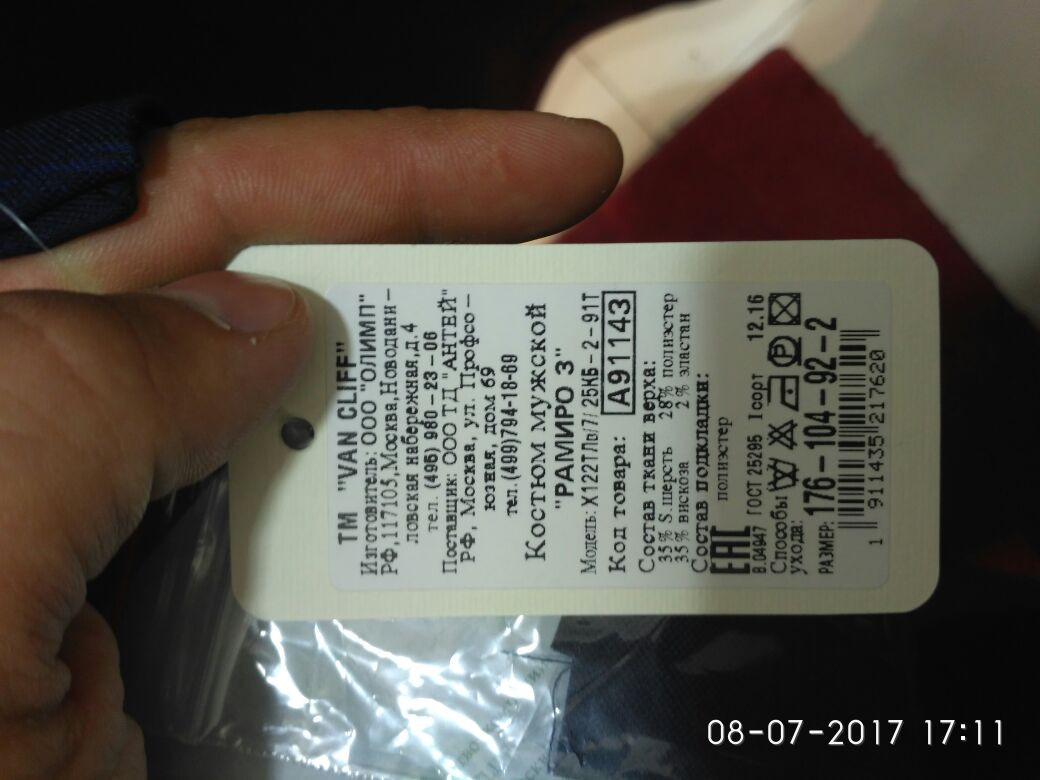 ТМ "VAN CLIFF"
Изготовитель: ООО "ОЛИМП"
РФ,117105,Москва,Новодани-
ловская набережная,д.4
тел.(495) 980-23-06
Поставщик: ООО ТД "АНТЕЙ"
РФ, Москва, ул. Профсо-
юзная, дом 69
тел.(499)794-18-69
Костюм мужской
"РАМИРО 3"
Модель: Х122Т/Лв/7/ 25КБ-2-91Т
Код товара: А91143
Состав ткани верха:
35% S.шерсть 28% полиэстер
35% вискоза 2% эластан
Состав подкладки:
полиэстер
EAC
В.04947 ГОСТ 25295 1сорт 12.16
Способы
ухода:
РАЗМЕР: 176-104-92-2
1 911435 217620
08-07-2017 17:11